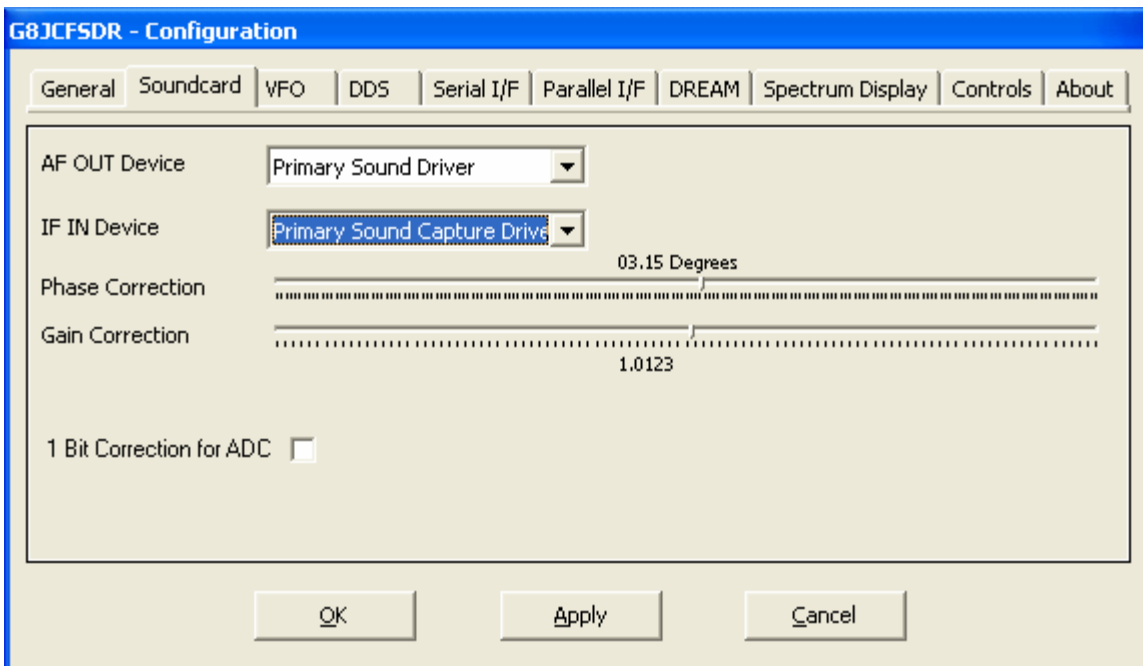 G8JCFSDR - Configuration
General Soundcard VFO DDS Serial I/F Parallel I/F DREAM Spectrum Display Controls About
AF OUT Device Primary Sound Driver
IF IN Device Primary Sound Capture Drive
03.15 Degrees
Phase Correction
Gain Correction
1.0123
1 Bit Correction for ADC
OK Apply Cancel